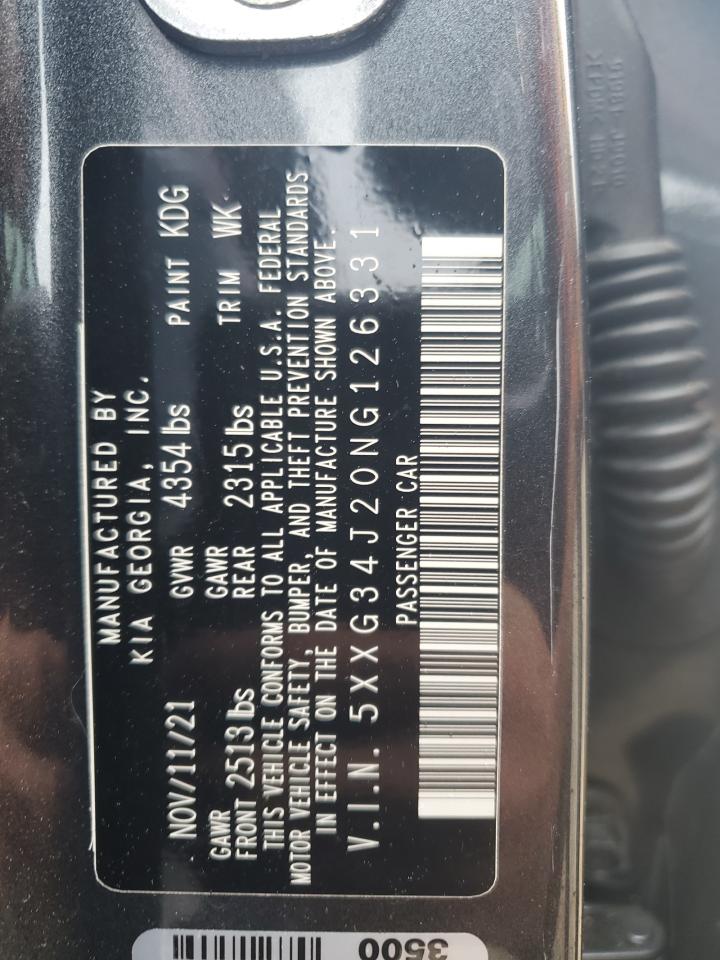 MANUFACTURED BY
KIA GEORGIA, INC.
NOV/11/21 GVWR 4354 lbs PAINT KDG
GAWR FRONT 2513 lbs GAWR REAR 2315 lbs TRIM WK
THIS VEHICLE CONFORMS TO ALL APPLICABLE U.S.A. FEDERAL
MOTOR VEHICLE SAFETY, BUMPER, AND THEFT PREVENTION STANDARDS
IN EFFECT ON THE DATE OF MANUFACTURE SHOWN ABOVE.
V.I.N. 5XXG34J20NG126331
PASSENGER CAR
3500